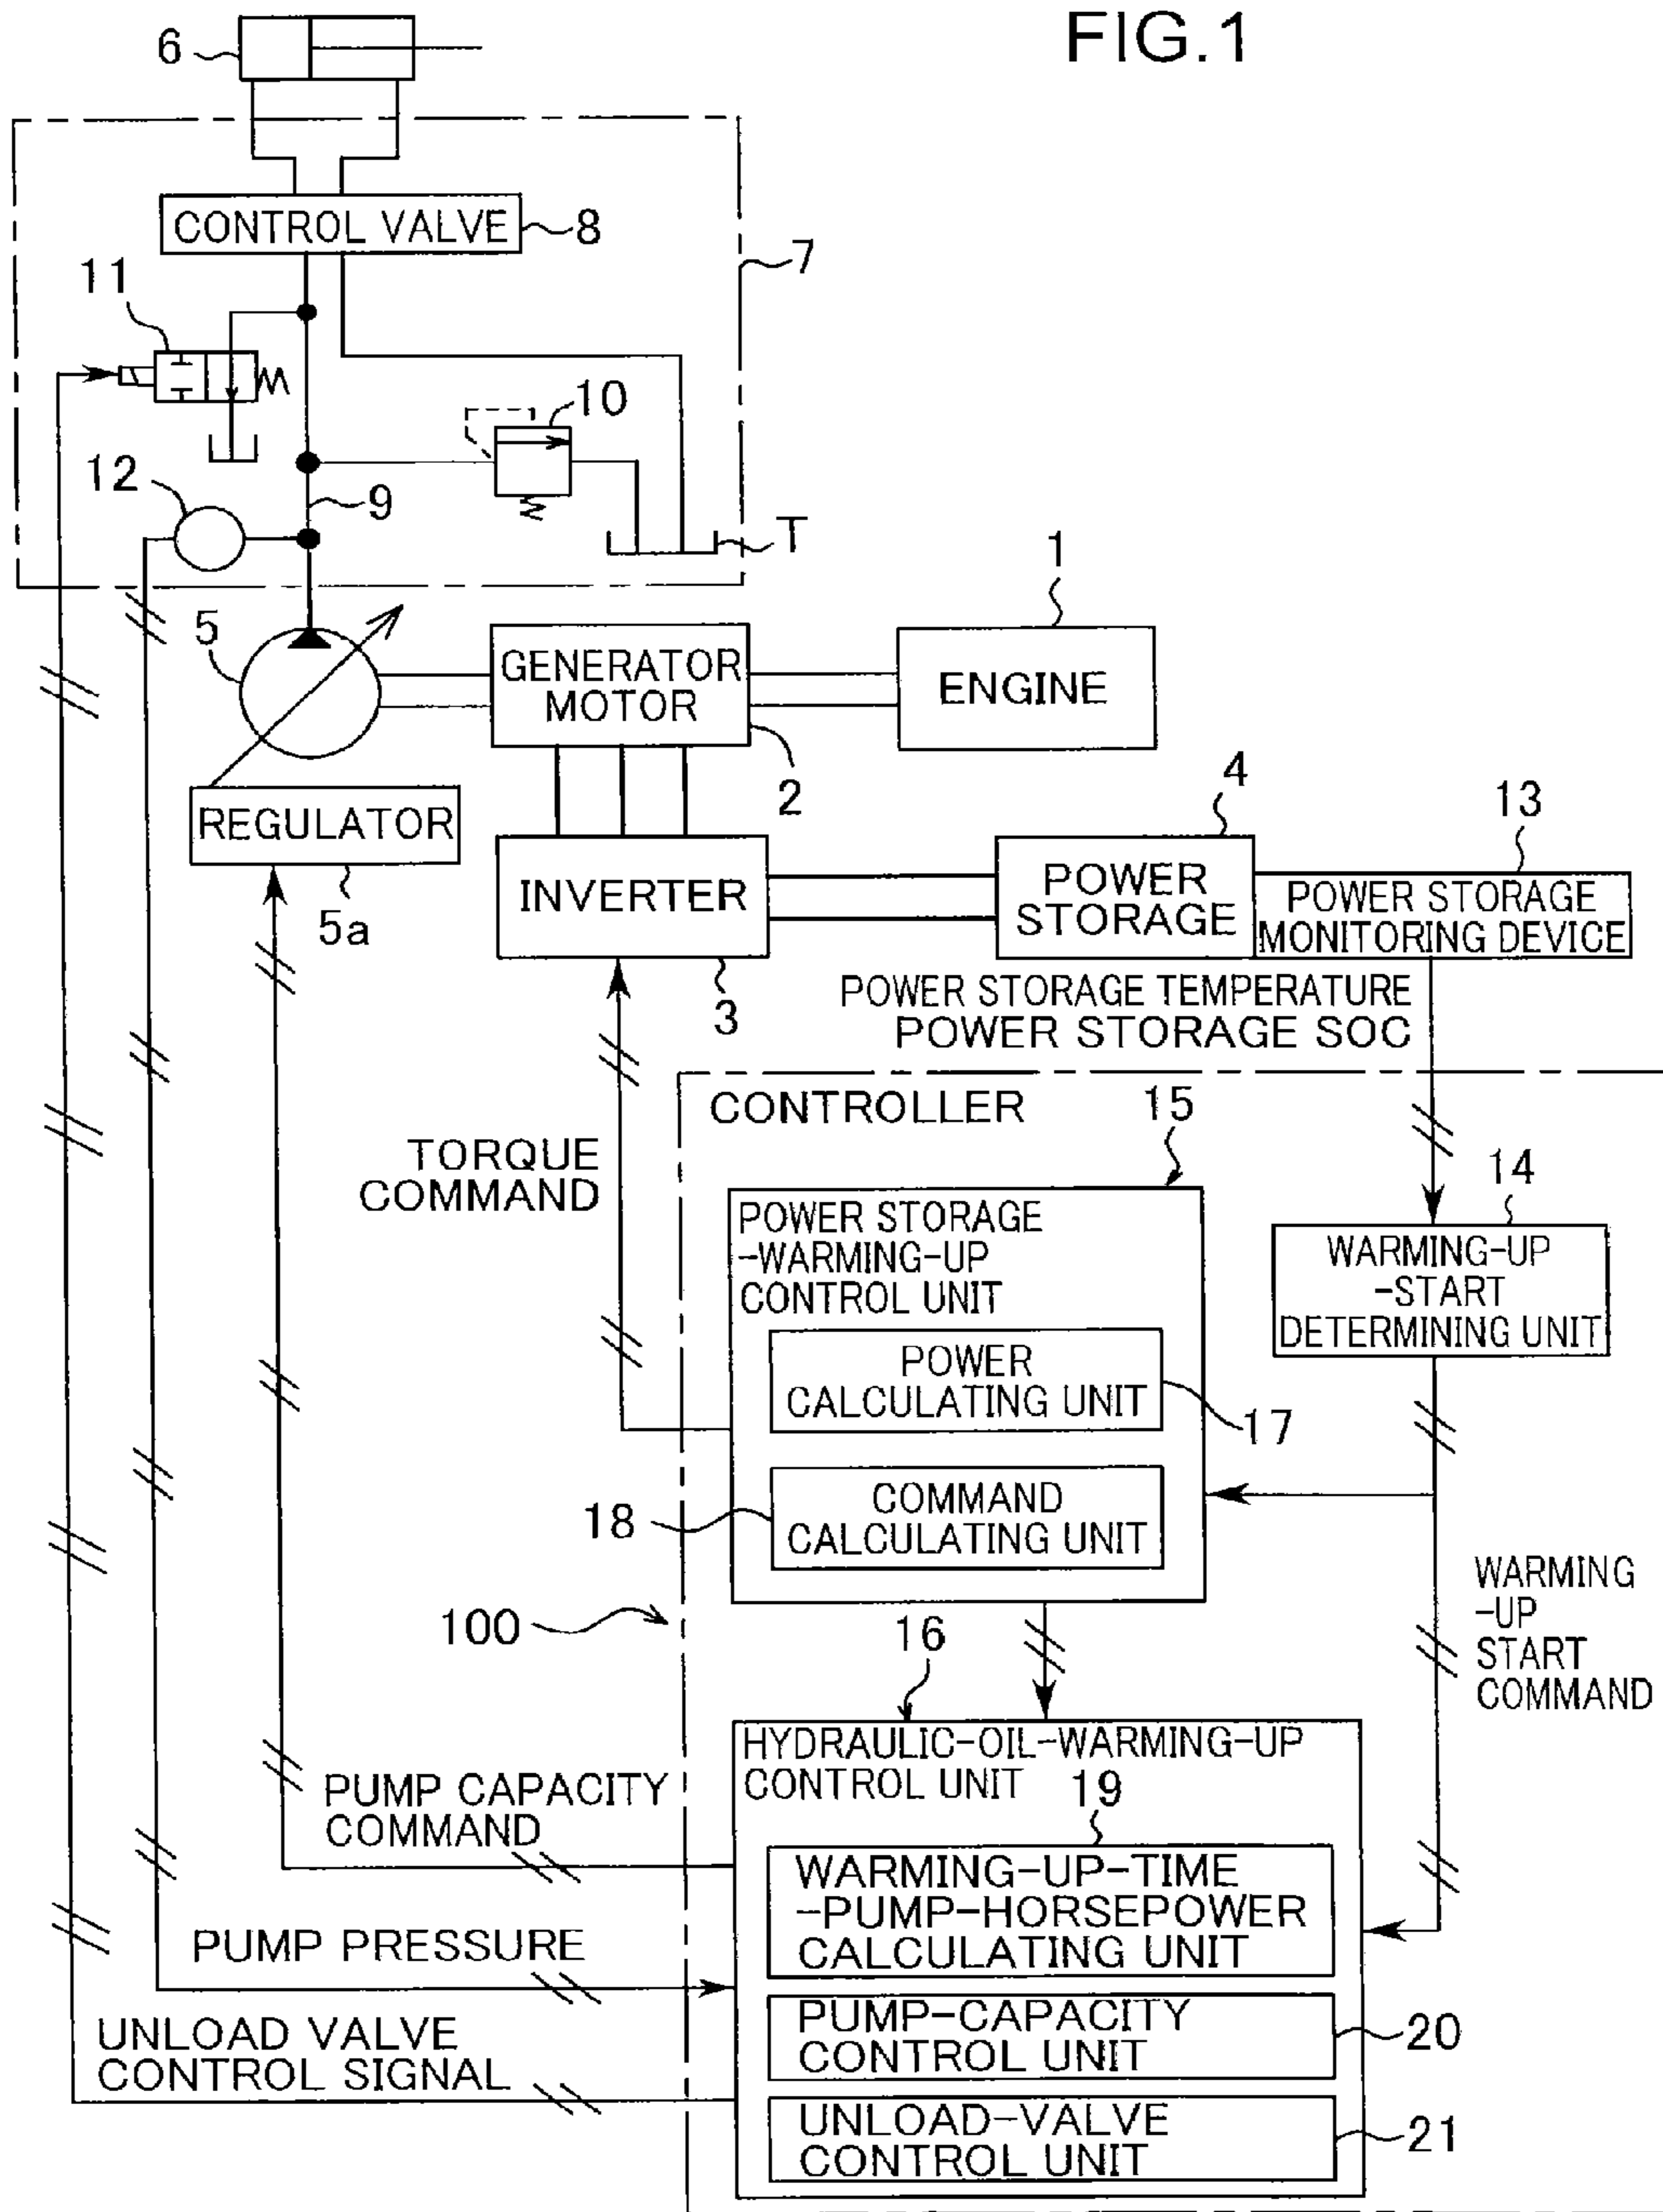 FIG.1
6
CONTROL VALVE
8
7
11
10
12
9
T
1
5
GENERATOR
MOTOR
ENGINE
2
4
13
REGULATOR
5a
INVERTER
3
POWER
STORAGE
POWER STORAGE
MONITORING DEVICE
POWER STORAGE TEMPERATURE
POWER STORAGE SOC
CONTROLLER
15
TORQUE
COMMAND
14
POWER STORAGE
-WARMING-UP
CONTROL UNIT
WARMING-UP
-START
DETERMINING UNIT
POWER
CALCULATING UNIT
17
COMMAND
CALCULATING UNIT
18
WARMING
-UP
START
COMMAND
100
16
HYDRAULIC-OIL-WARMING-UP
CONTROL UNIT
19
PUMP CAPACITY
COMMAND
WARMING-UP-TIME
-PUMP-HORSEPOWER
CALCULATING UNIT
PUMP PRESSURE
PUMP-CAPACITY
CONTROL UNIT
20
UNLOAD VALVE
CONTROL SIGNAL
UNLOAD-VALVE
CONTROL UNIT
21